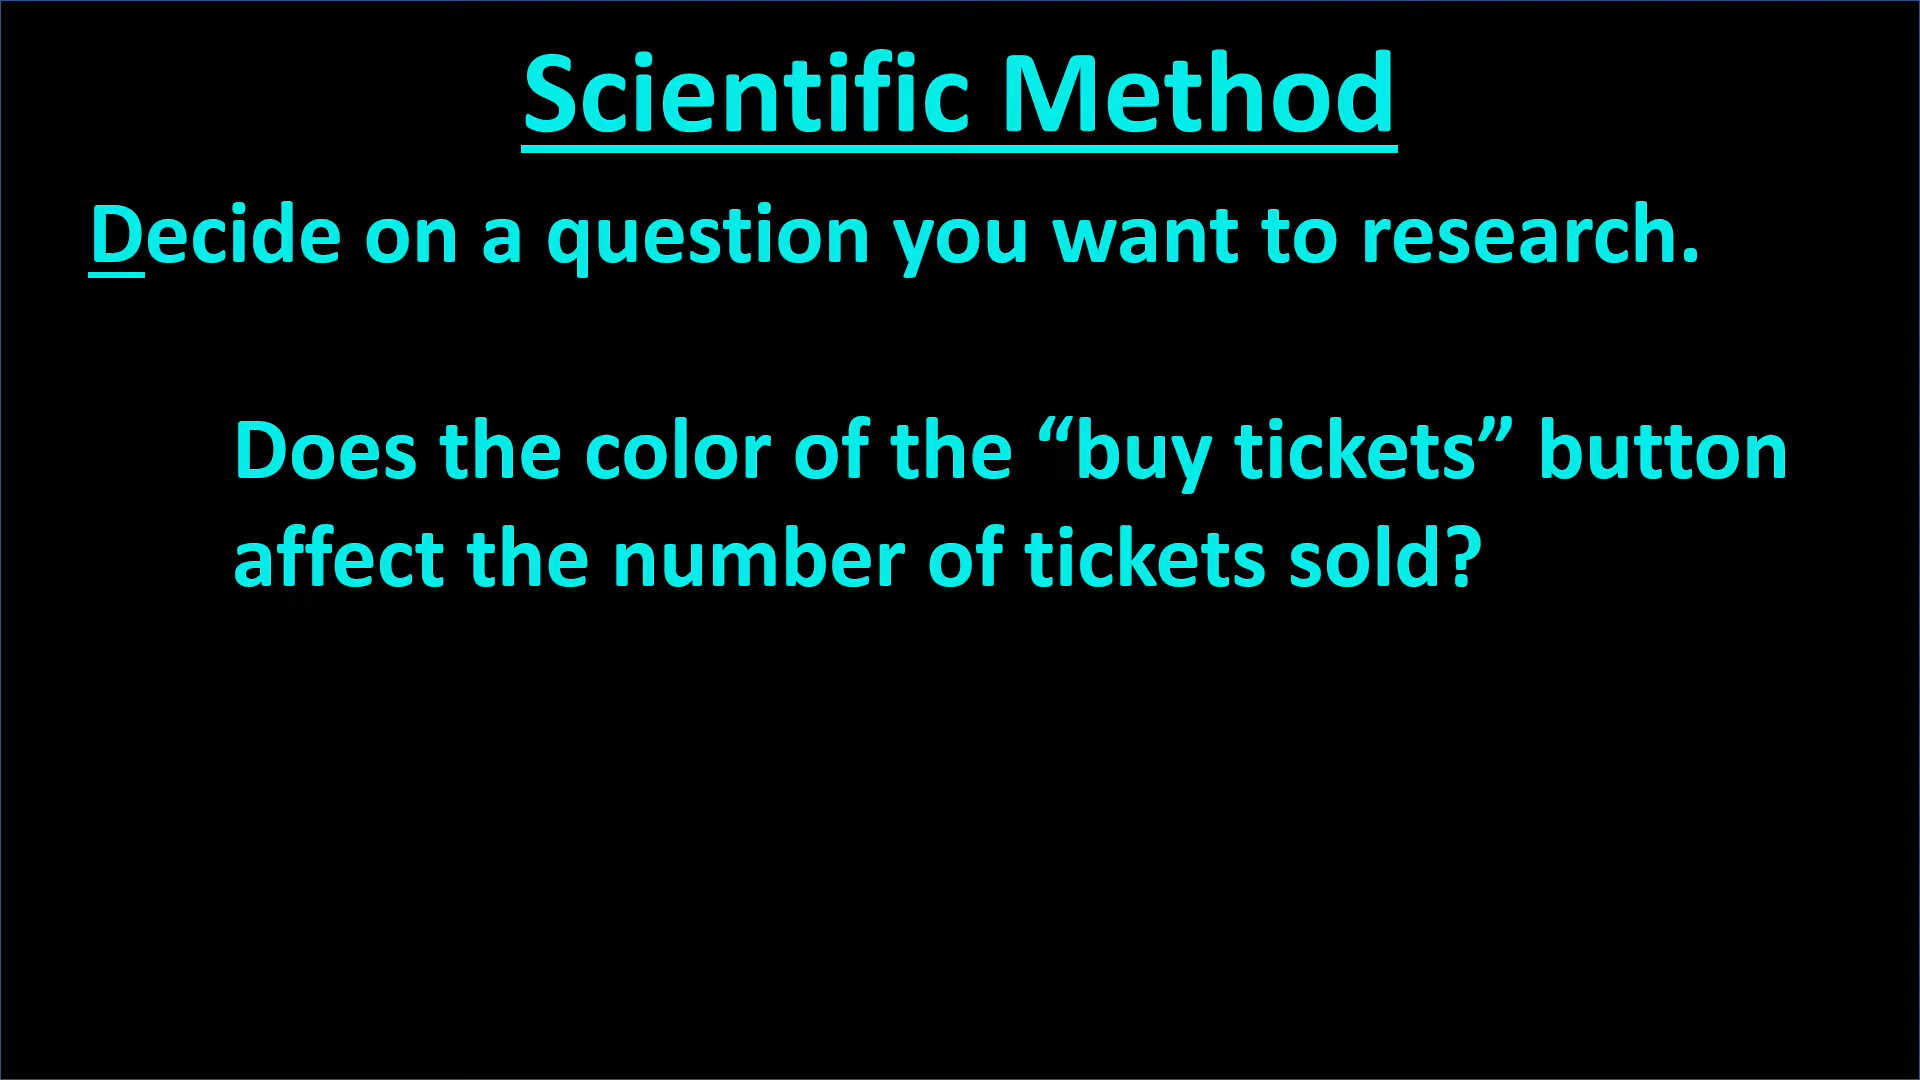 Scientific Method
Decide on a question you want to research.
Does the color of the “buy tickets” button
affect the number of tickets sold?